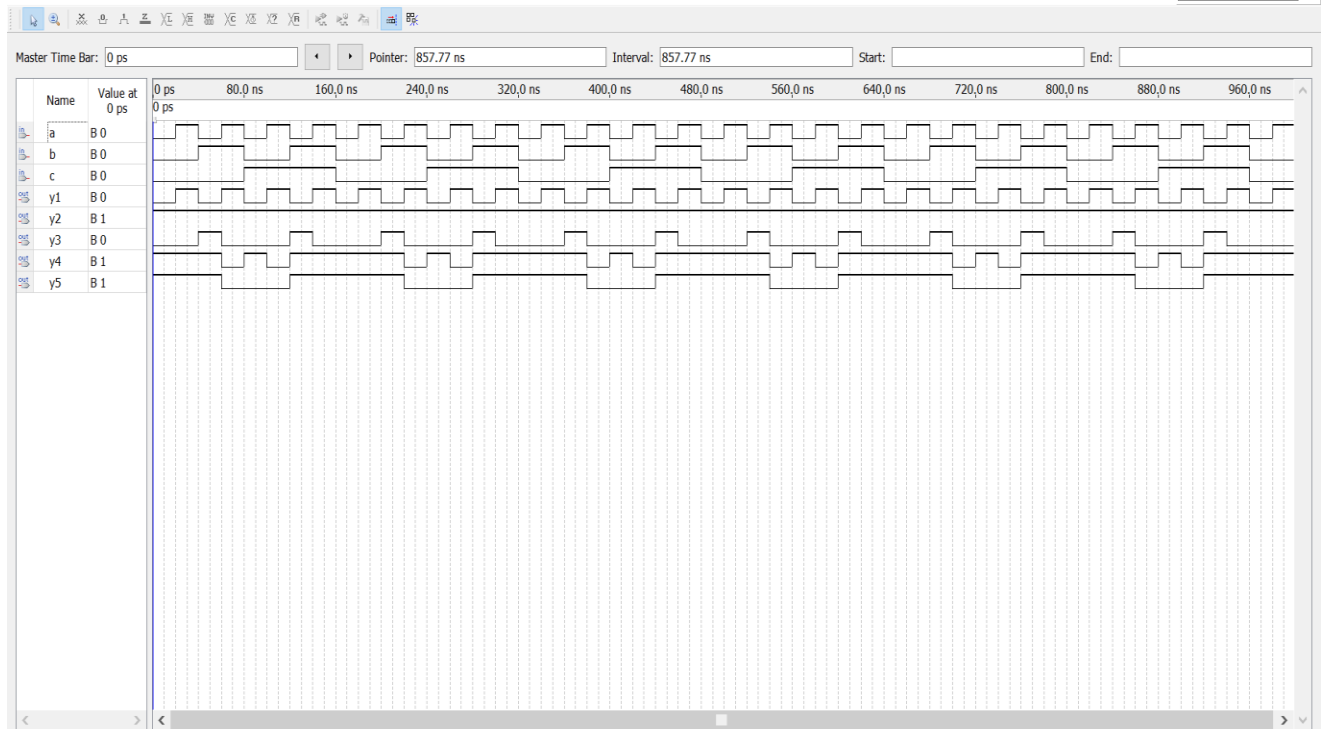 Master Time Bar: 0 ps Pointer: 857.77 ns Interval: 857.77 ns Start: End:
Name Value at 0 ps
0 ps 80.0 ns 160.0 ns 240.0 ns 320.0 ns 400.0 ns 480.0 ns 560.0 ns 640.0 ns 720.0 ns 800.0 ns 880.0 ns 960.0 ns
0 ps
a B 0
b B 0
c B 0
y1 B 0
y2 B 1
y3 B 0
y4 B 1
y5 B 1